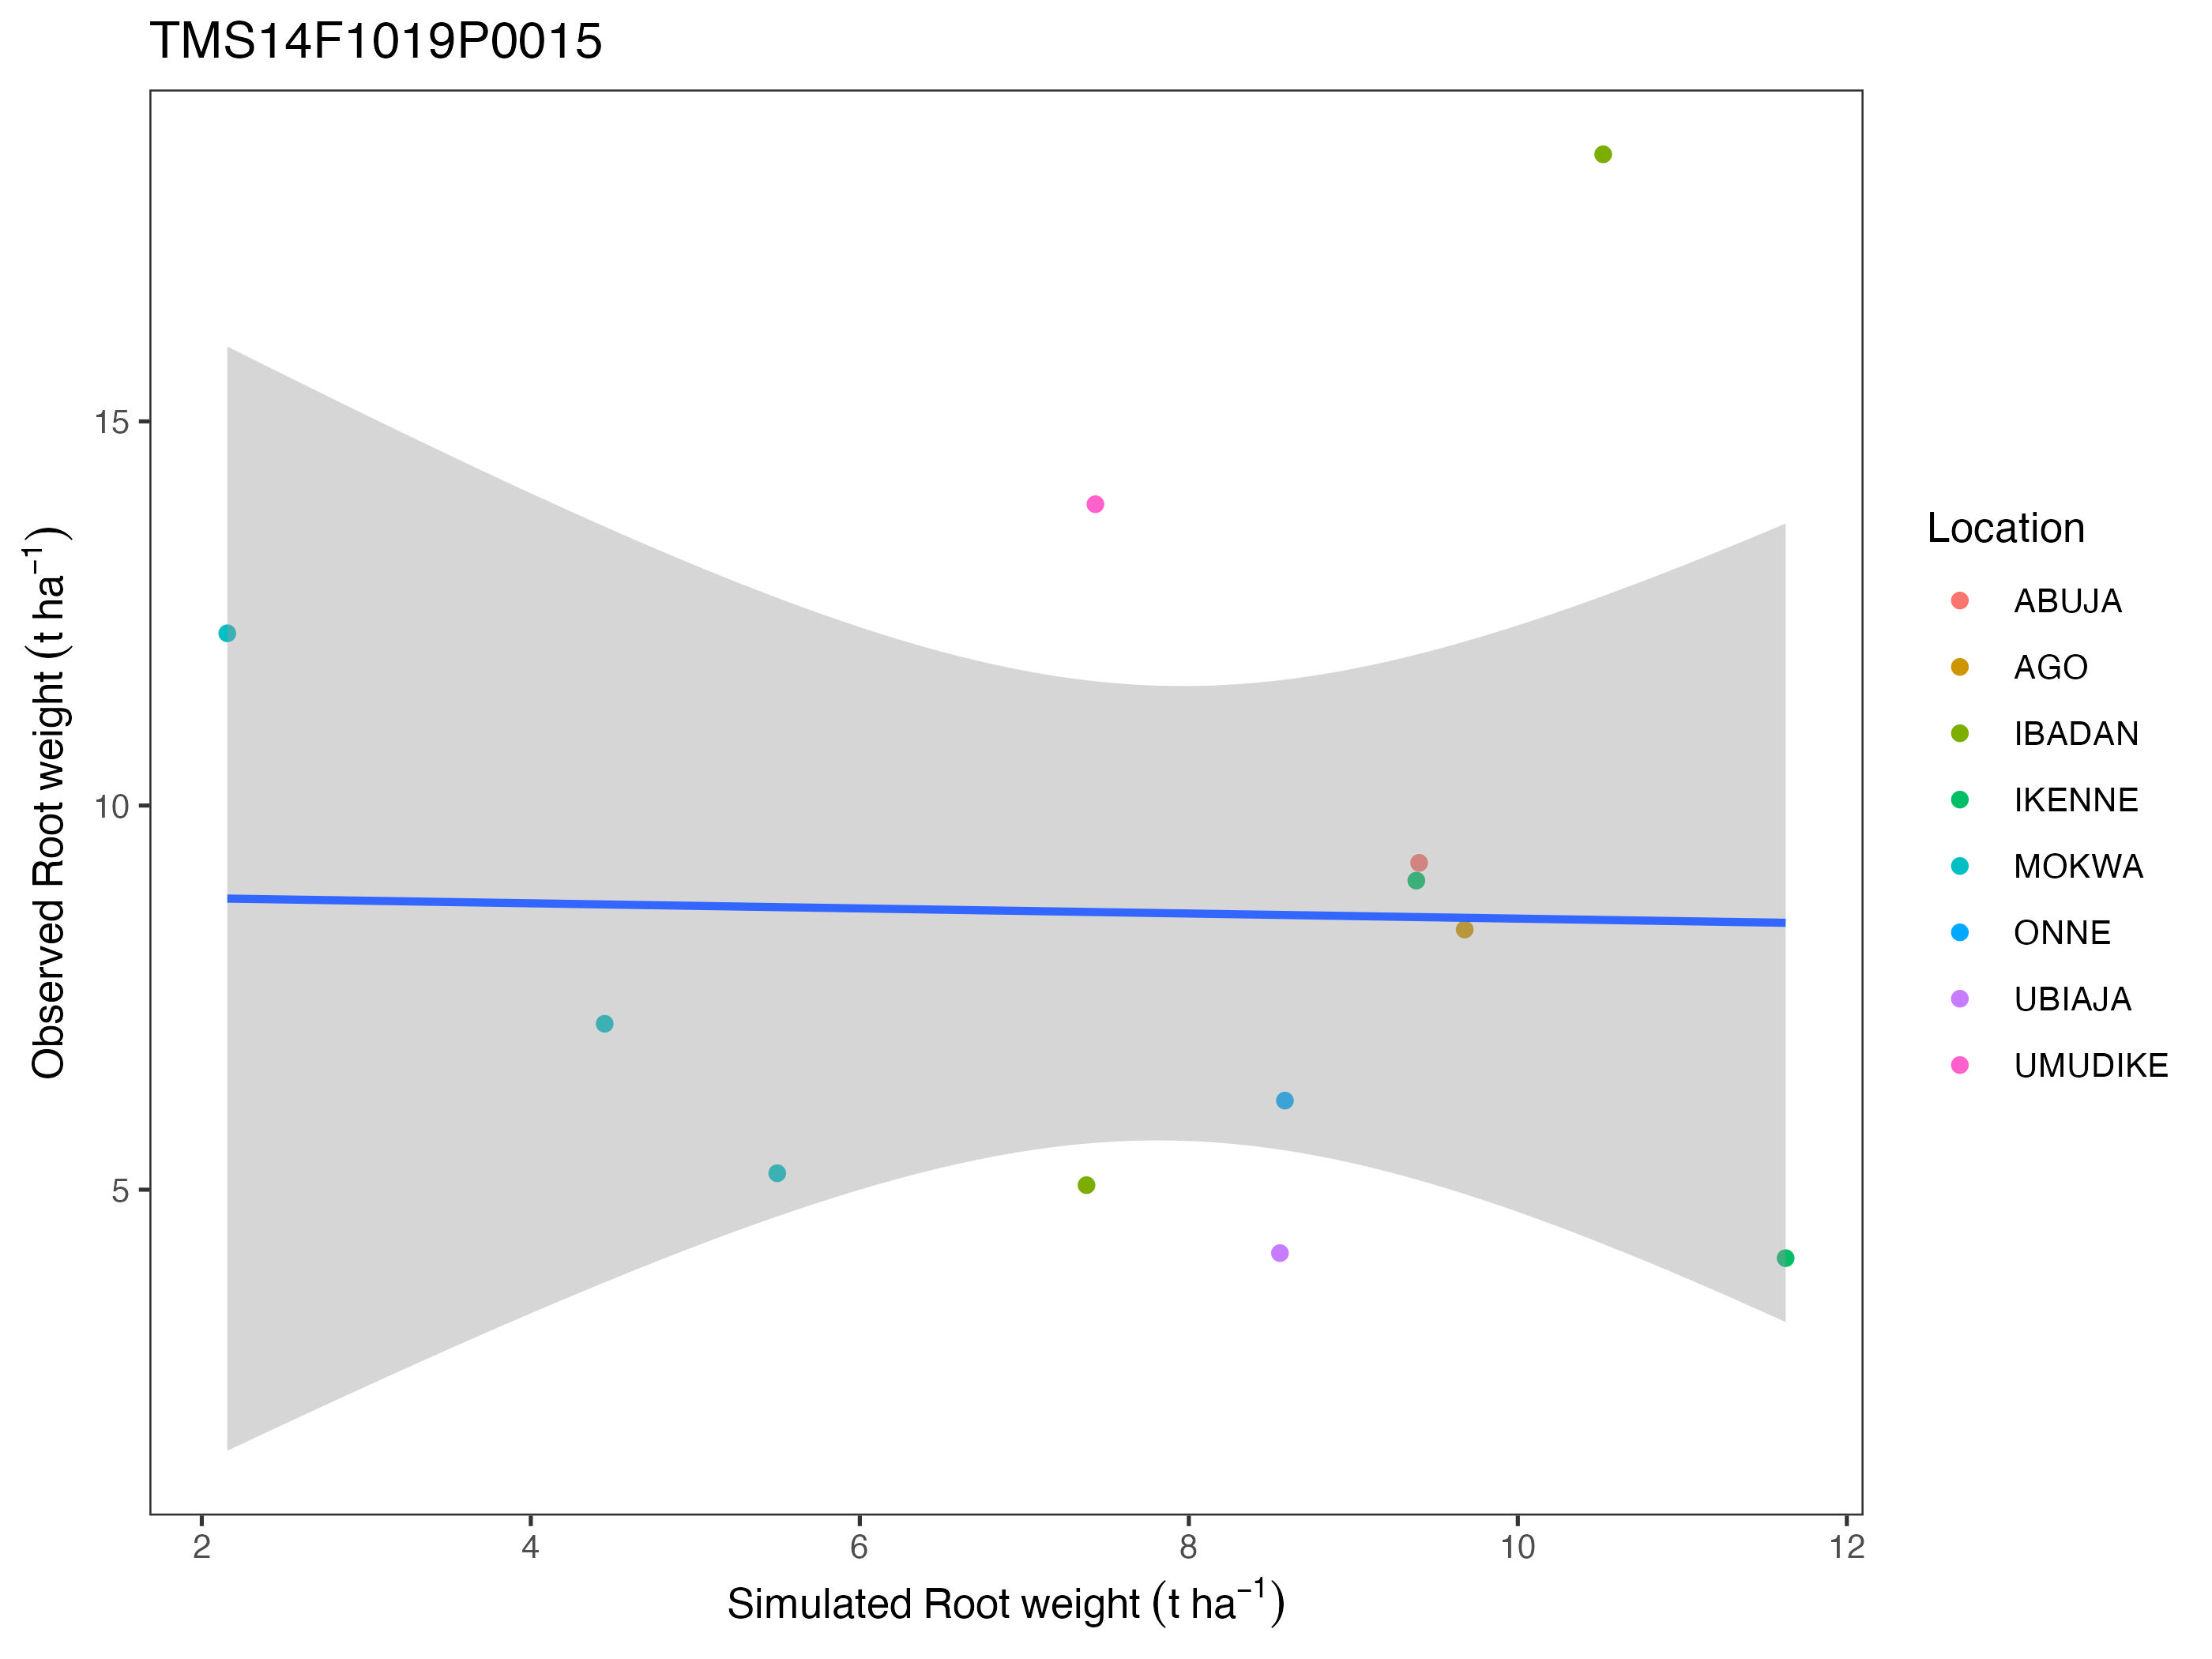 TMS14F1019P0015
Observed Root weight (t ha⁻¹)
15
10
5
2 4 6 8 10 12
Simulated Root weight (t ha⁻¹)
Location
ABUJA
AGO
IBADAN
IKENNE
MOKWA
ONNE
UBIAJA
UMUDIKE